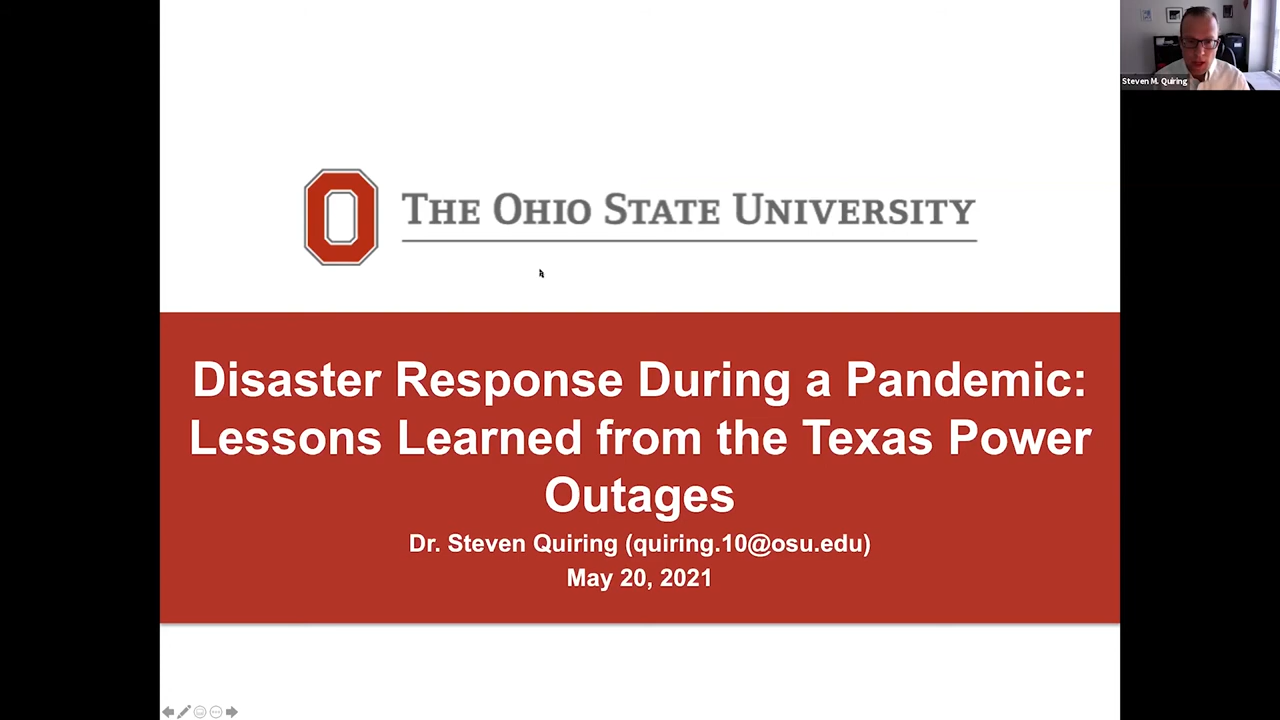 Steven M. Quiring
THE OHIO STATE UNIVERSITY
Disaster Response During a Pandemic:
Lessons Learned from the Texas Power
Outages
Dr. Steven Quiring (quiring.10@osu.edu)
May 20, 2021